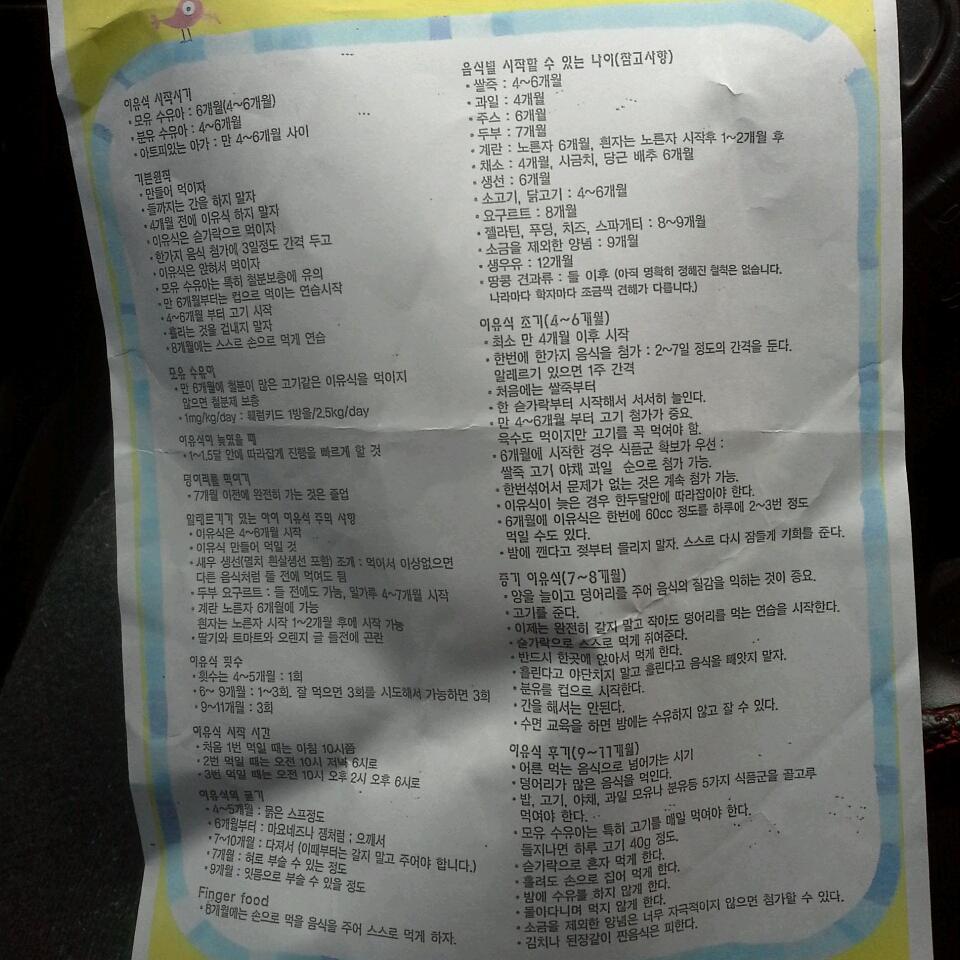 이유식 시작시기
• 모유 수유아 : 6개월(4~6개월)
• 분유 수유아 : 4~6개월
• 아토피있는 아가 : 만 4~6개월 사이
기본원칙
• 만들어 먹이자
• 돌까지는 간을 하지 말자
• 4개월 전에 이유식 하지 말자
• 이유식은 숟가락으로 먹이자
• 한가지 음식 첨가에 3일정도 간격 두고
• 이유식은 앉혀서 먹이자
• 모유 수유아는 특히 철분보충에 유의
• 만 6개월부터는 컵으로 먹이는 연습시작
• 4~6개월 부터 고기 시작
• 흘리는 것을 겁내지 말자
• 8개월에는 스스로 손으로 먹게 연습
모유 수유아
• 만 6개월에 철분이 많은 고기같은 이유식을 먹이지
않으면 철분제 보충
• 1mg/kg/day : 훼럼키드 1방울/2.5kg/day
이유식이 늦었을 때
• 1~1.5달 안에 따라잡게 진행을 빠르게 할 것
덩어리를 먹이기
• 7개월 이전에 완전히 가는 것은 졸업
알레르기가 있는 아이 이유식 주의 사항
• 이유식은 4~6개월 시작
• 이유식 만들어 먹일 것
• 새우 생선(멸치 흰살생선 포함) 조개 : 먹어서 이상없으면
다른 음식처럼 돌 전에 먹여도 됨
• 두부 요구르트 : 돌 전에도 가능, 밀가루 4~7개월 시작
• 계란 노른자 6개월에 가능
흰자는 노른자 시작 1~2개월 후에 시작 가능
• 딸기와 토마토와 오렌지 귤 돌전에 곤란
이유식 횟수
• 횟수는 4~5개월 : 1회
• 6~ 9개월 : 1~3회. 잘 먹으면 3회를 시도해서 가능하면 3회
• 9~11개월 : 3회
이유식 시작 시간
• 처음 1번 먹일 때는 아침 10시쯤
• 2번 먹일 때는 오전 10시 저녁 6시로
• 3번 먹일 때는 오전 10시 오후 2시 오후 6시로
이유식의 굵기
• 4~5개월 : 묽은 스프정도
• 6개월부터 : 마요네즈나 잼처럼 ; 으깨서
• 7~10개월 : 다져서 (이때부터는 갈지 말고 주어야 합니다.)
• 7개월 : 혀로 부술 수 있는 정도
• 9개월 : 잇몸으로 부술 수 있을 정도
Finger food
• 8개월에는 손으로 먹을 음식을 주어 스스로 먹게 하자.
음식별 시작할 수 있는 나이(참고사항)
• 쌀죽 : 4~6개월
• 과일 : 4개월
• 주스 : 6개월
• 두부 : 7개월
• 계란 : 노른자 6개월, 흰자는 노른자 시작후 1~2개월 후
• 채소 : 4개월, 시금치, 당근 배추 6개월
• 생선 : 6개월
• 소고기, 닭고기 : 4~6개월
• 요구르트 : 8개월
• 젤라틴, 푸딩, 치즈, 스파게티 : 8~9개월
• 소금을 제외한 양념 : 9개월
• 생우유 : 12개월
• 땅콩 견과류 : 돌 이후 (아직 명확히 정해진 철학은 없습니다.
나라마다 학자마다 조금씩 견해가 다릅니다.)
이유식 초기(4~6개월)
• 최소 만 4개월 이후 시작
• 한번에 한가지 음식을 첨가 : 2~7일 정도의 간격을 둔다.
알레르기 있으면 1주 간격
• 처음에는 쌀죽부터
• 한 숟가락부터 시작해서 서서히 늘인다.
• 만 4~6개월 부터 고기 첨가가 중요.
육수도 먹이지만 고기를 꼭 먹여야 함.
• 6개월에 시작한 경우 식품군 확보가 우선 :
쌀죽 고기 야채 과일 순으로 첨가 가능.
• 한번섞어서 문제가 없는 것은 계속 첨가 가능.
• 이유식이 늦은 경우 한두달안에 따라잡아야 한다.
• 6개월에 이유식은 한번에 60cc 정도를 하루에 2~3번 정도
먹일 수도 있다.
• 밤에 깬다고 젖부터 물리지 말자. 스스로 다시 잠들게 기회를 준다.
중기 이유식(7~8개월)
• 양을 늘이고 덩어리를 주어 음식의 질감을 익히는 것이 중요.
• 고기를 준다.
• 이제는 완전히 갈지 말고 작아도 덩어리를 먹는 연습을 시작한다.
• 숟가락으로 스스로 먹게 쥐여준다.
• 반드시 한곳에 앉아서 먹게 한다.
• 흘린다고 야단치지 말고 흘린다고 음식을 빼앗지 말자.
• 분유를 컵으로 시작한다.
• 간을 해서는 안된다.
• 수면 교육을 하면 밤에는 수유하지 않고 잘 수 있다.
이유식 후기(9~11개월)
• 어른 먹는 음식으로 넘어가는 시기
• 덩어리가 많은 음식을 먹인다.
• 밥, 고기, 야채, 과일 모유나 분유등 5가지 식품군을 골고루
먹여야 한다.
• 모유 수유아는 특히 고기를 매일 먹여야 한다.
돌지나면 하루 고기 40g 정도.
• 숟가락으로 혼자 먹게 한다.
• 흘려도 손으로 집어 먹게 한다.
• 밤에 수유를 하지 않게 한다.
• 돌아다니며 먹지 않게 한다.
• 소금을 제외한 양념은 너무 자극적이지 않으면 첨가할 수 있다.
• 김치나 된장같이 짠음식은 피한다.